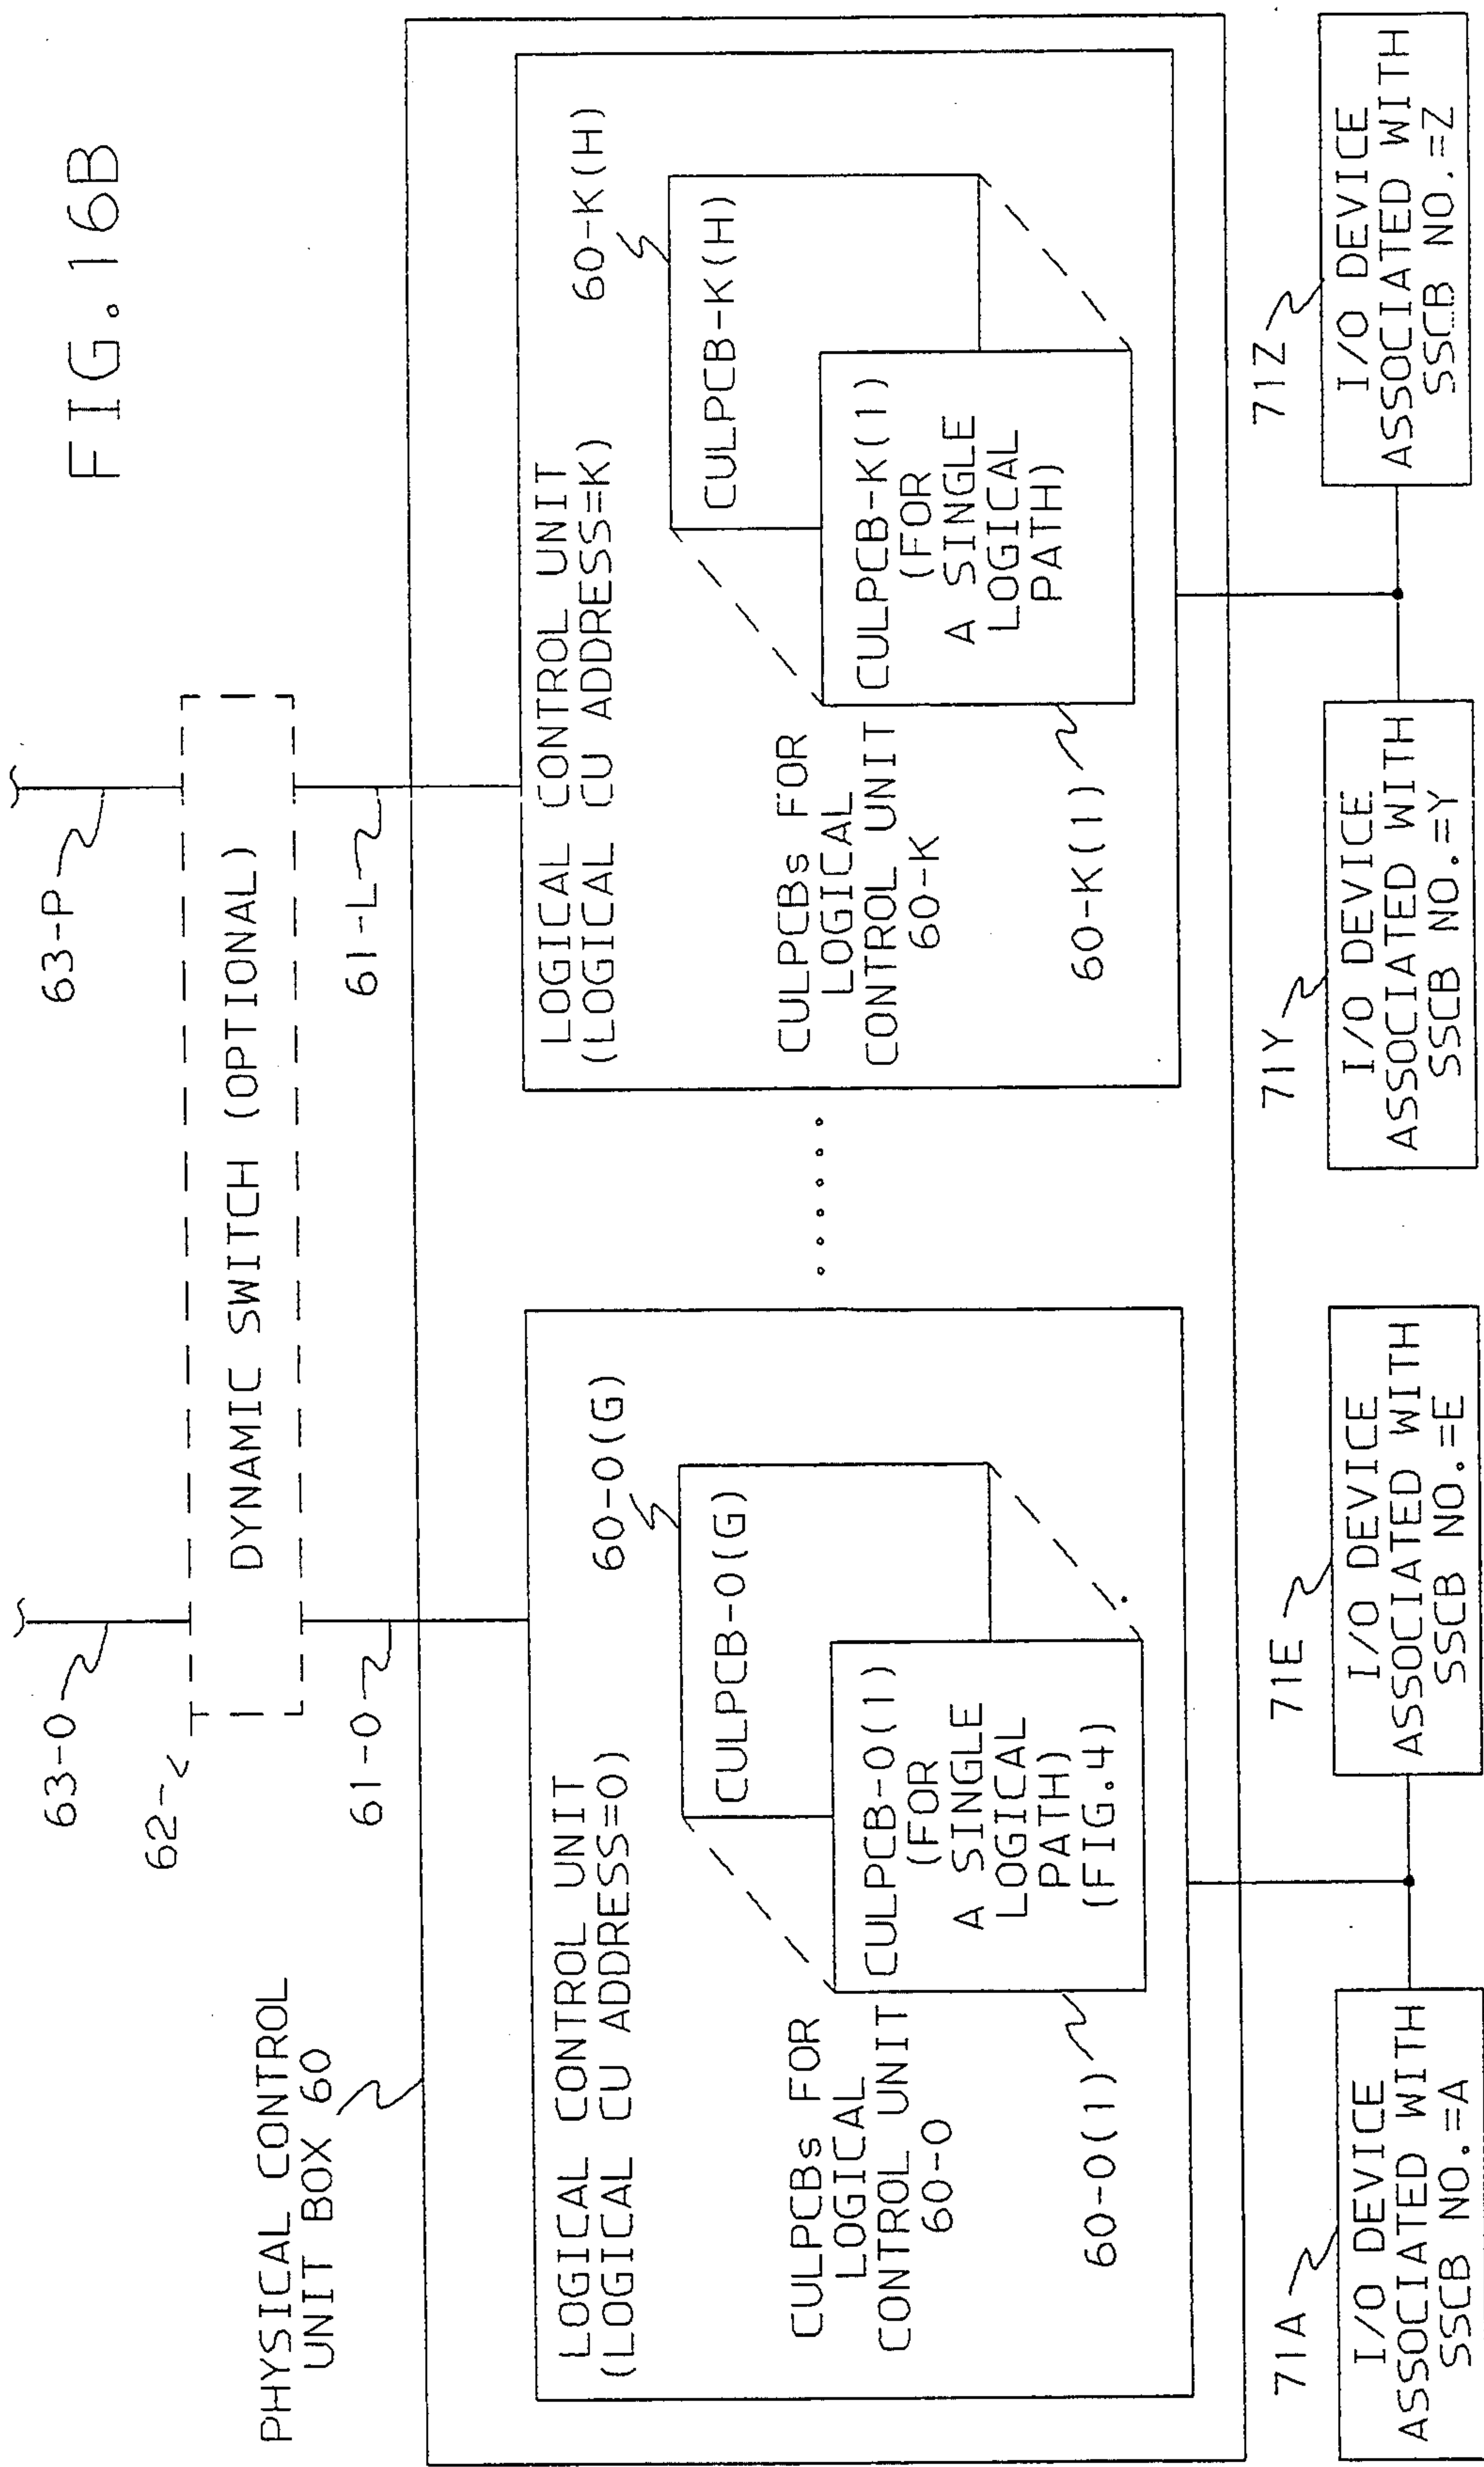 FIG.16B
63-0
63-P
62
DYNAMIC SWITCH (OPTIONAL)
61-0
61-L
PHYSICAL CONTROL
UNIT BOX 60
LOGICAL CONTROL UNIT
(LOGICAL CU ADDRESS=0)
60-0(G)
CULPCB-0(G)
CULPCBs FOR
LOGICAL
CONTROL UNIT
60-0
CULPCB-0(1)
(FOR
A SINGLE
LOGICAL
PATH)
(FIG.4)
60-0(1)
LOGICAL CONTROL UNIT
(LOGICAL CU ADDRESS=K)
60-K(H)
CULPCB-K(H)
CULPCBs FOR
LOGICAL
CONTROL UNIT
60-K
CULPCB-K(1)
(FOR
A SINGLE
LOGICAL
PATH)
60-K(1)
71A
I/O DEVICE
ASSOCIATED WITH
SSCB NO.=A
71E
I/O DEVICE
ASSOCIATED WITH
SSCB NO.=E
71Y
I/O DEVICE
ASSOCIATED WITH
SSCB NO.=Y
71Z
I/O DEVICE
ASSOCIATED WITH
SSCB NO.=Z